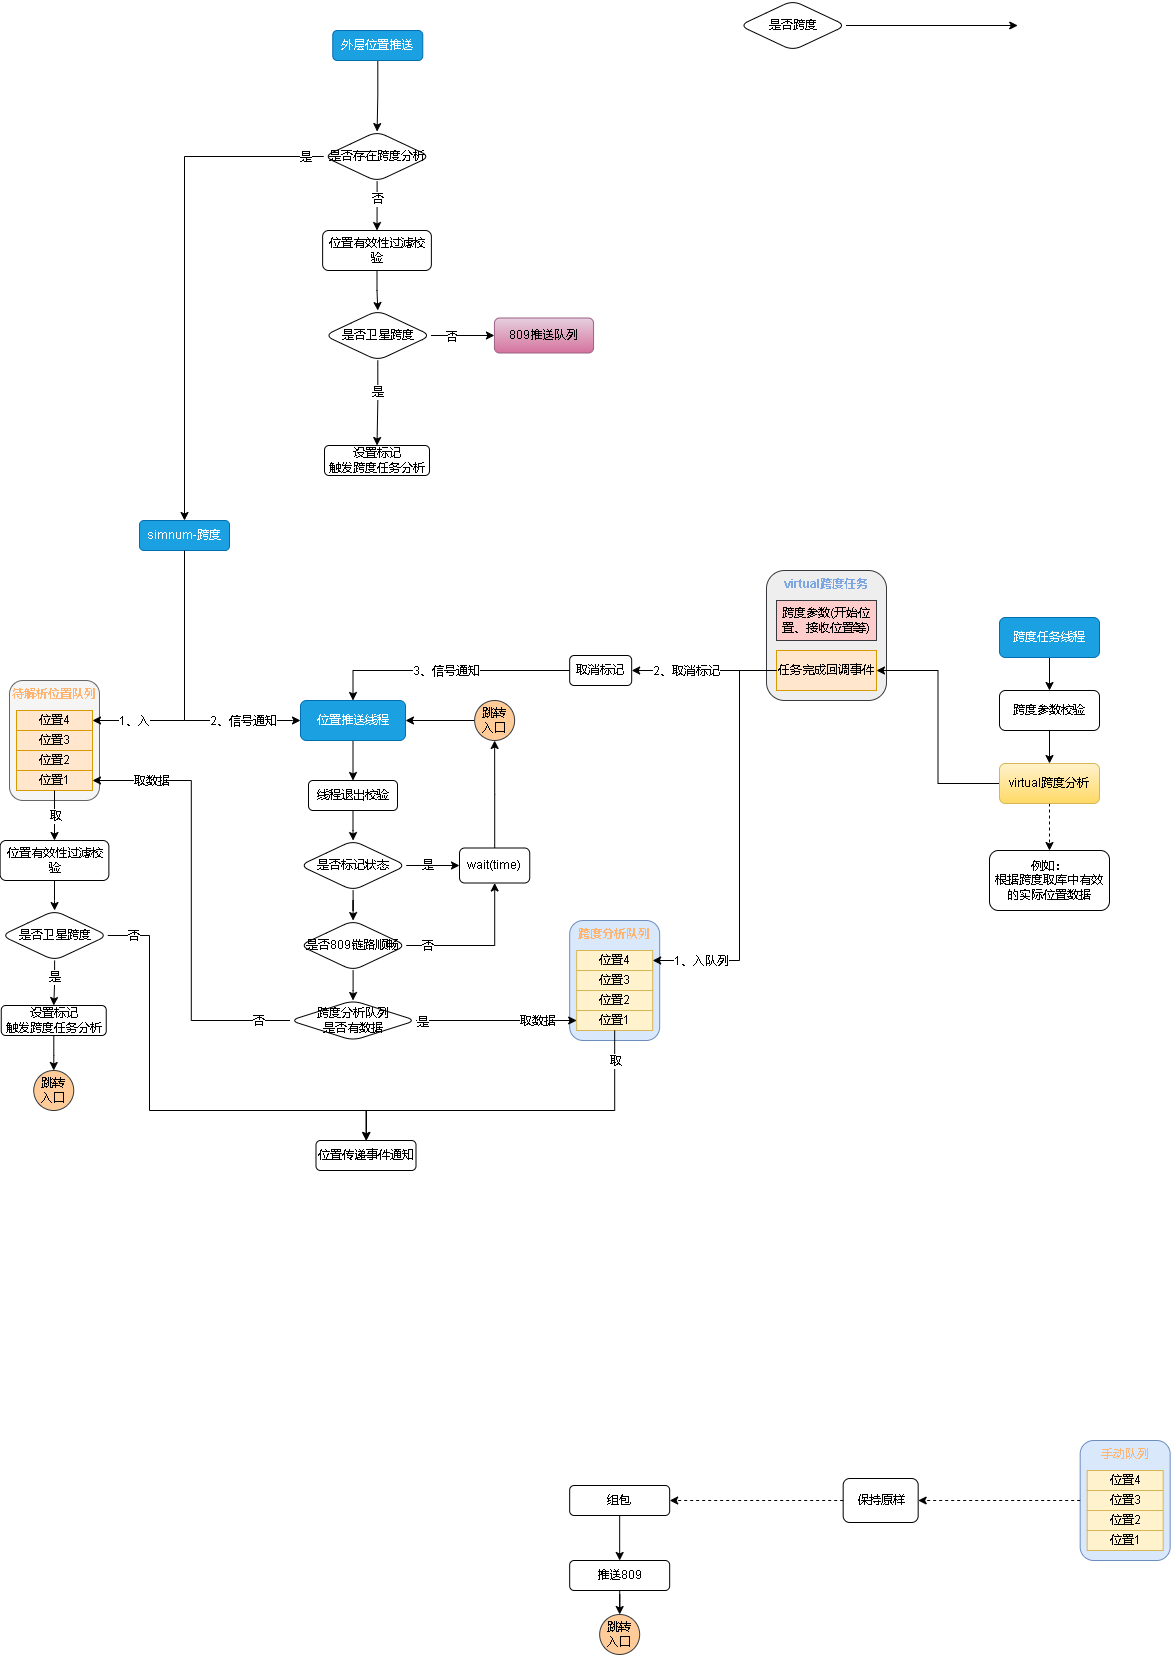 是否跨度
外层位置推送
是否存在跨度分析
是
否
位置有效性过滤校
验
是否卫星跨度
否
809推送队列
是
设置标记
触发跨度任务分析
simnum-跨度
virtual跨度任务
跨度参数(开始位
置、接收位置等)
任务完成回调事件
跨度任务线程
跨度参数校验
virtual跨度分析
例如：
根据跨度取库中有效
的实际位置数据
2、取消标记
取消标记
3、信号通知
待解析位置队列
位置4
位置3
位置2
位置1
1、入
2、信号通知
位置推送线程
跳转
入口
取数据
线程退出校验
取
位置有效性过滤校
验
是否标记状态
是
wait(time)
是否卫星跨度
否
是否809链路顺畅
否
跨度分析队列
位置4
位置3
位置2
位置1
1、入队列
是
设置标记
触发跨度任务分析
否
跨度分析队列
是否有数据
是
取数据
取
跳转
入口
位置传递事件通知
手动队列
位置4
位置3
位置2
位置1
保持原样
组包
推送809
跳转
入口